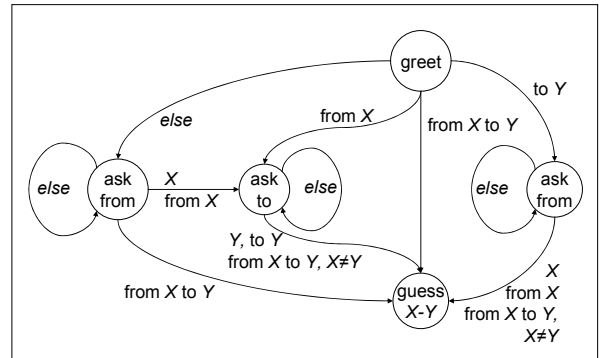 greet
to Y
from X
from X to Y
else
else
ask
from
X
from X
ask
to
else
else
ask
from
Y, to Y
from X to Y, X≠Y
from X to Y
guess
X-Y
X
from X
from X to Y,
X≠Y